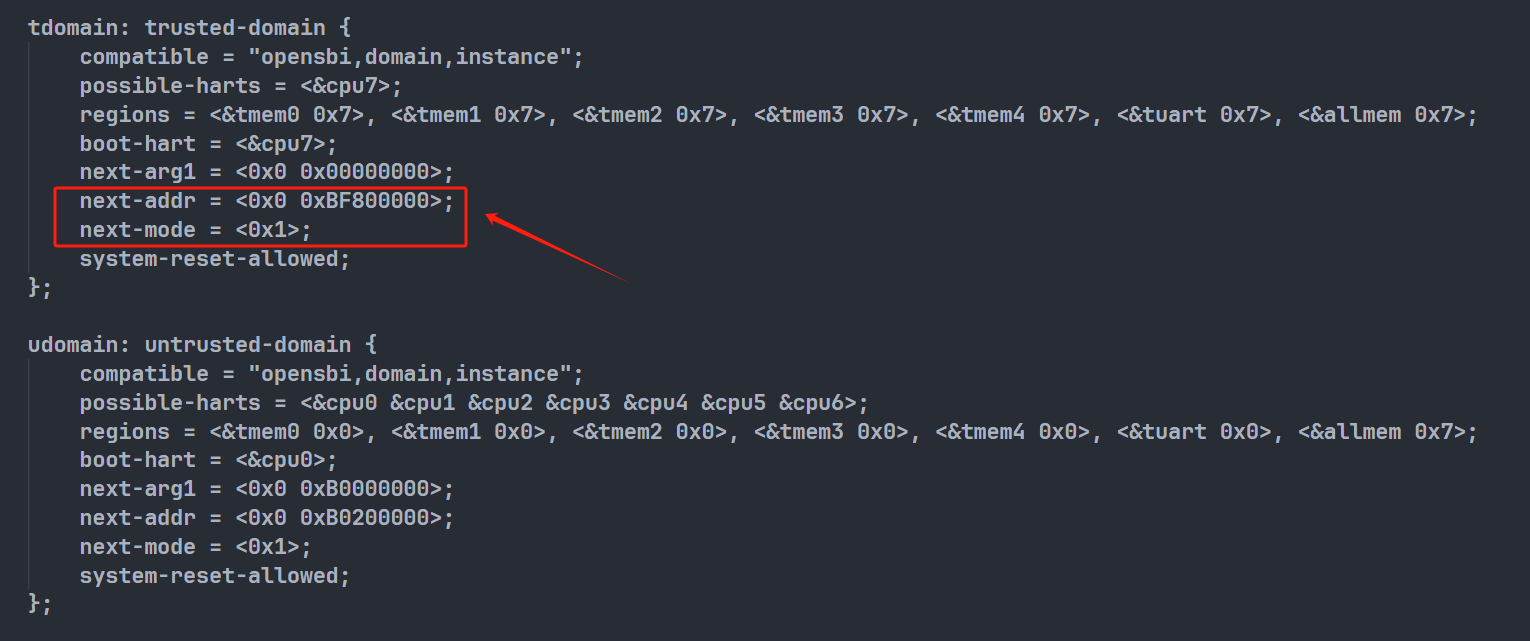 tdomain: trusted-domain {
    compatible = "opensbi,domain,instance";
    possible-harts = <&cpu7>;
    regions = <&tmem0 0x7>, <&tmem1 0x7>, <&tmem2 0x7>, <&tmem3 0x7>, <&tmem4 0x7>, <&tuart 0x7>, <&allmem 0x7>;
    boot-hart = <&cpu7>;
    next-arg1 = <0x0 0x00000000>;
    next-addr = <0x0 0xBF800000>;
    next-mode = <0x1>;
    system-reset-allowed;
};

udomain: untrusted-domain {
    compatible = "opensbi,domain,instance";
    possible-harts = <&cpu0 &cpu1 &cpu2 &cpu3 &cpu4 &cpu5 &cpu6>;
    regions = <&tmem0 0x0>, <&tmem1 0x0>, <&tmem2 0x0>, <&tmem3 0x0>, <&tmem4 0x0>, <&tuart 0x0>, <&allmem 0x7>;
    boot-hart = <&cpu0>;
    next-arg1 = <0x0 0xB0000000>;
    next-addr = <0x0 0xB0200000>;
    next-mode = <0x1>;
    system-reset-allowed;
};